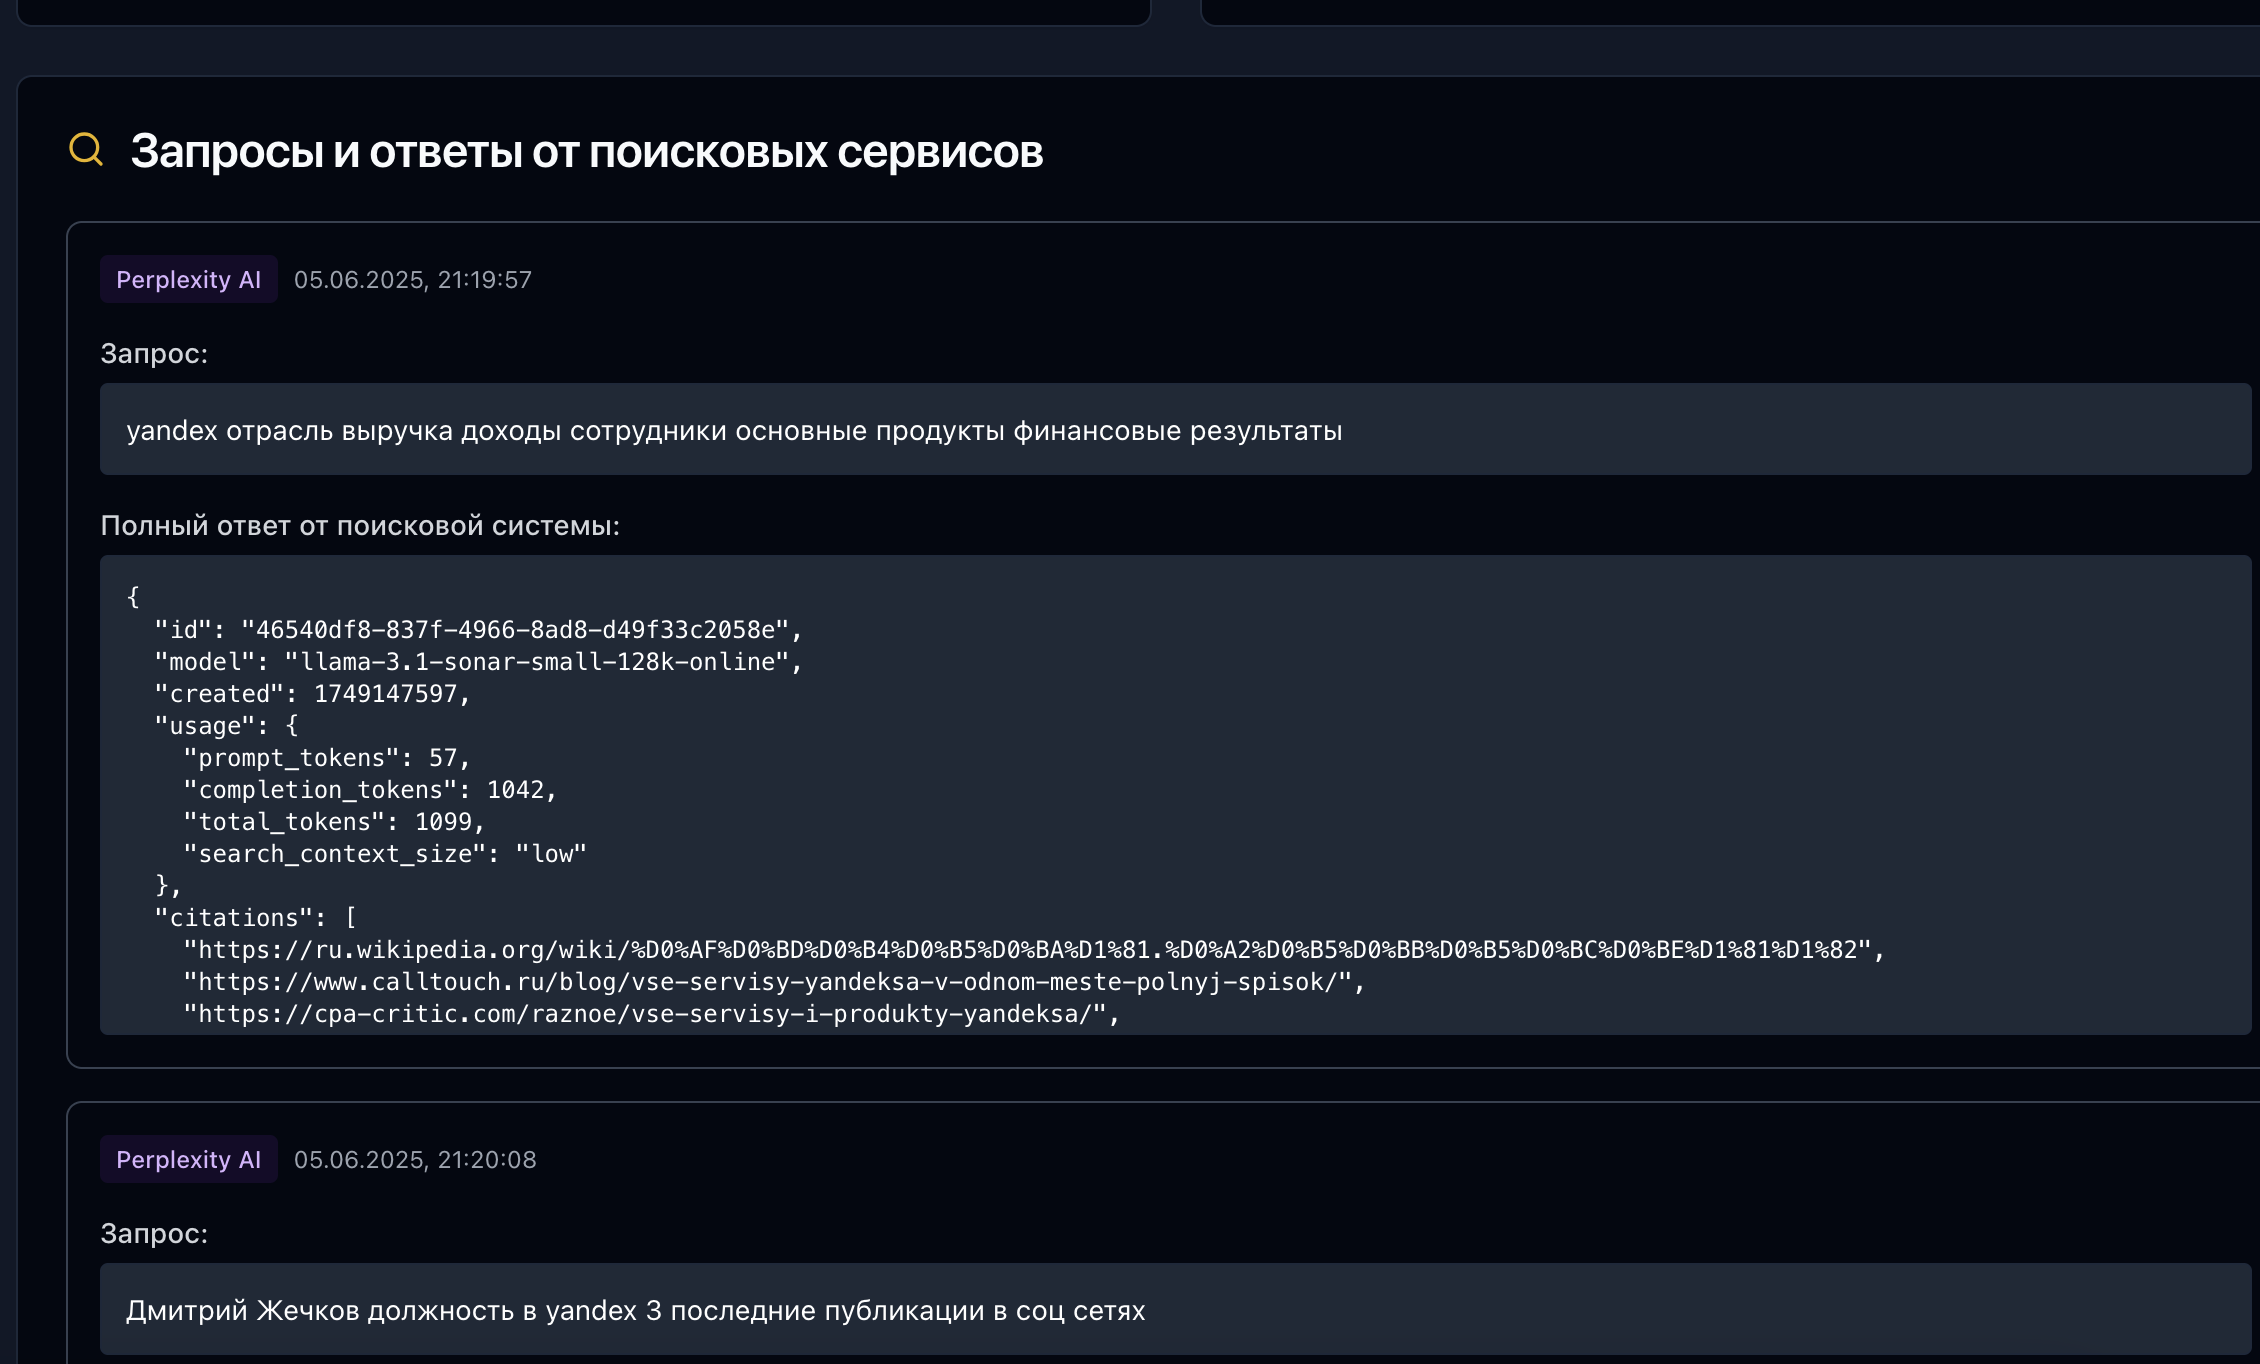 Запросы и ответы от поисковых сервисов
Perplexity AI 05.06.2025, 21:19:57
Запрос:
yandex отрасль выручка доходы сотрудники основные продукты финансовые результаты
Полный ответ от поисковой системы:
{
"id": "46540df8-837f-4966-8ad8-d49f33c2058e",
"model": "llama-3.1-sonar-small-128k-online",
"created": 1749147597,
"usage": {
"prompt_tokens": 57,
"completion_tokens": 1042,
"total_tokens": 1099,
"search_context_size": "low"
},
"citations": [
"https://ru.wikipedia.org/wiki/%D0%AF%D0%BD%D0%B4%D0%B5%D0%BA%D1%81.%D0%A2%D0%B5%D0%BB%D0%B5%D0%BC%D0%BE%D1%81%D1%82",
"https://www.calltouch.ru/blog/vse-servisy-yandeksa-v-odnom-meste-polnyj-spisok/",
"https://cpa-critic.com/raznoe/vse-servisy-i-produkty-yandeksa/",
Perplexity AI 05.06.2025, 21:20:08
Запрос:
Дмитрий Жечков должность в yandex 3 последние публикации в соц сетях